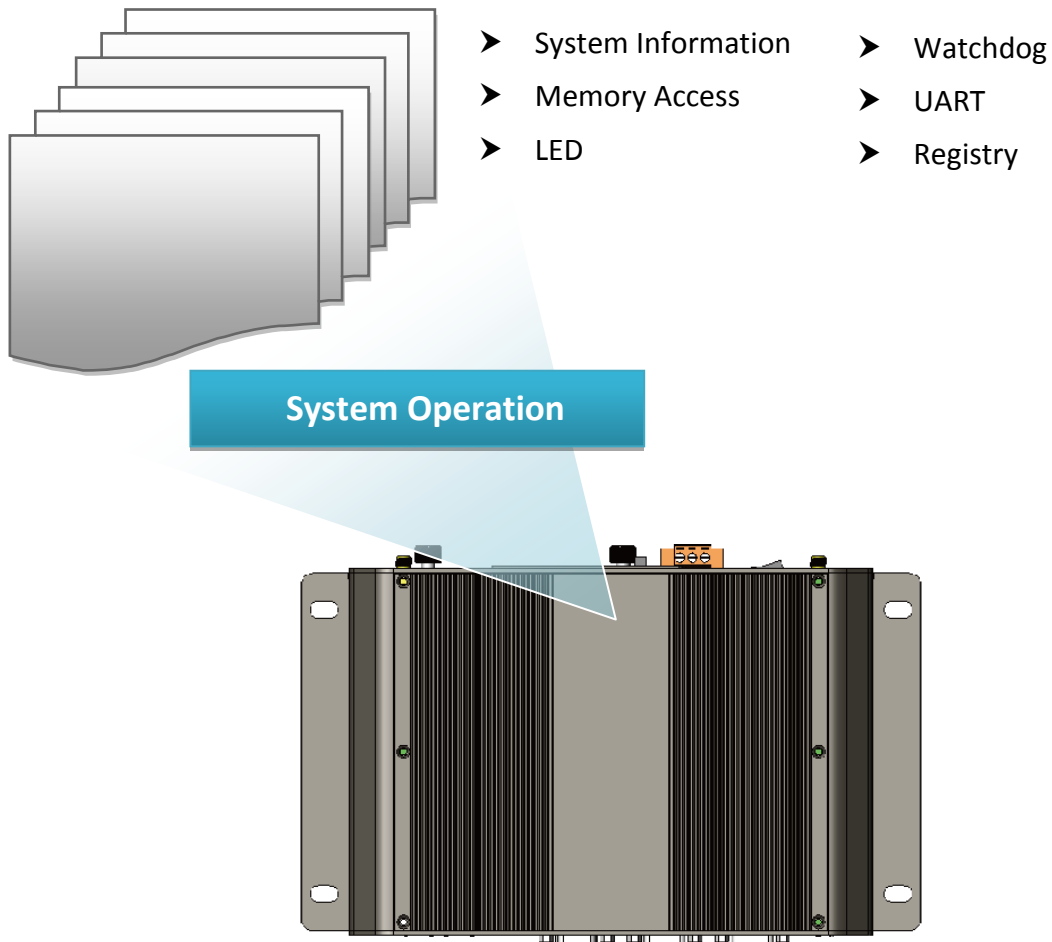 ➤ System Information
➤ Memory Access
➤ LED
➤ Watchdog
➤ UART
➤ Registry
System Operation